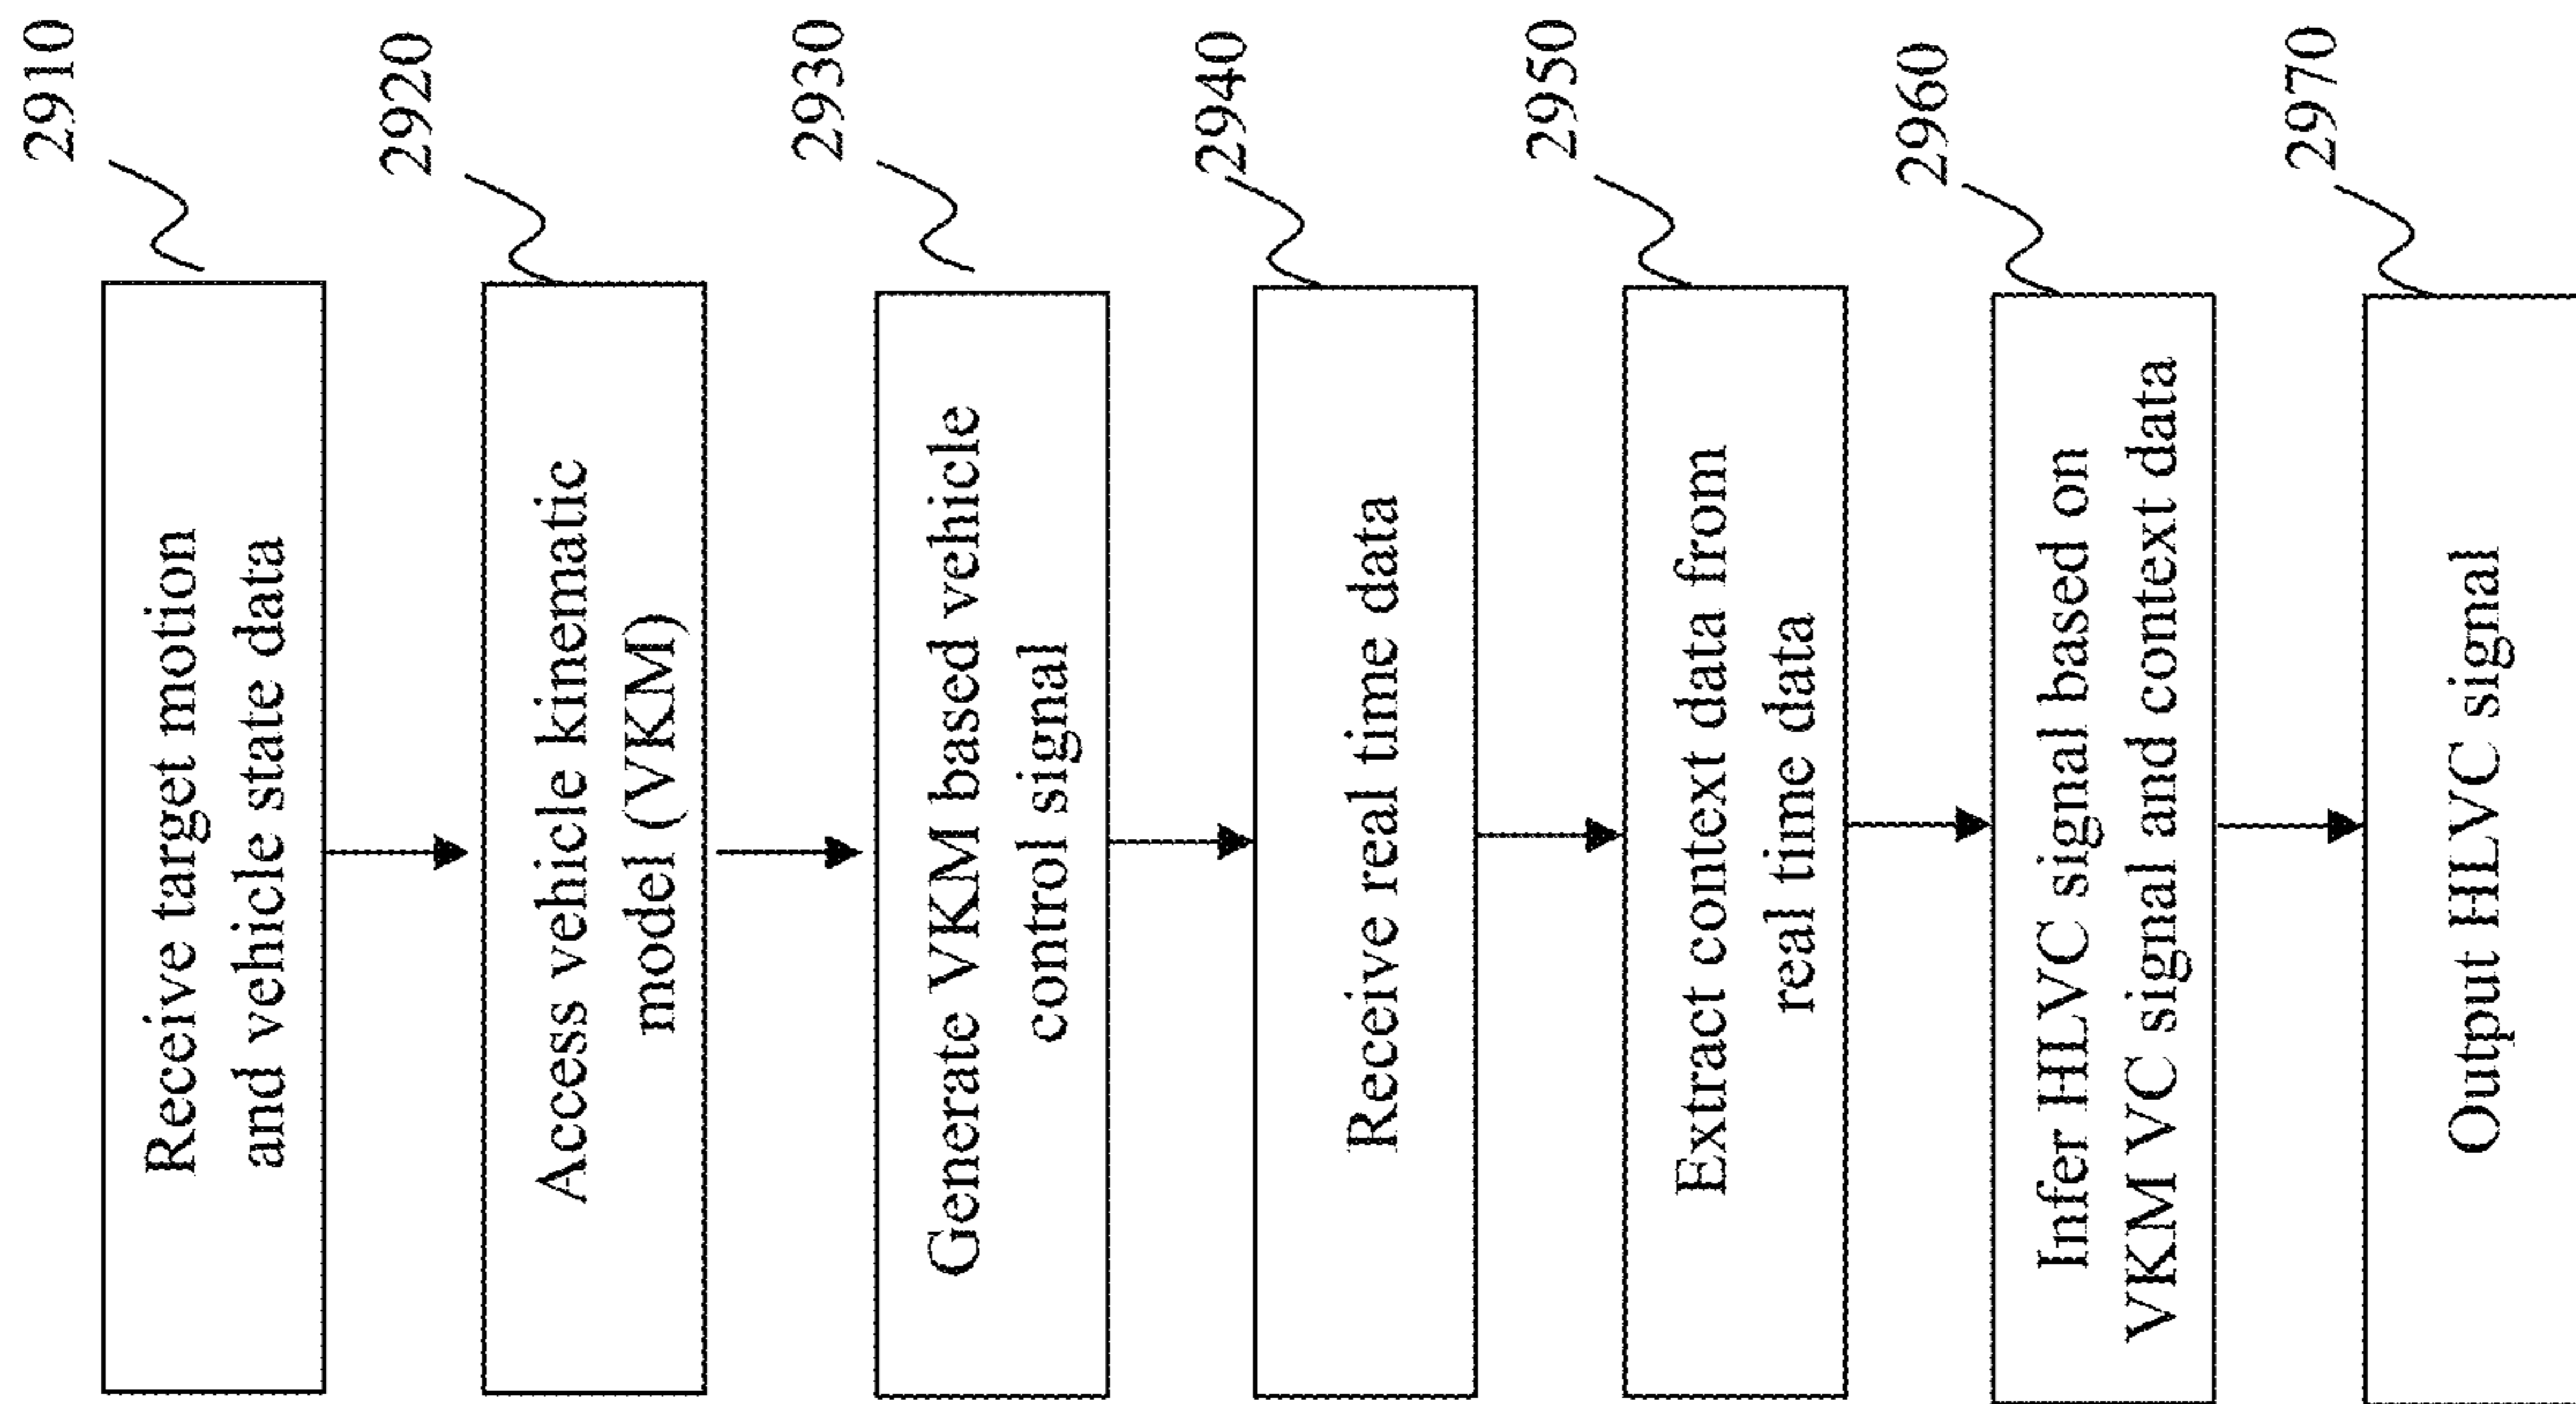 2910
Receive target motion
and vehicle state data
2920
Access vehicle kinematic
model (VKM)
2930
Generate VKM based vehicle
control signal
2940
Receive real time data
2950
Extract context data from
real time data
2960
Infer HLVC signal based on
VKM VC signal and context data
2970
Output HLVC signal